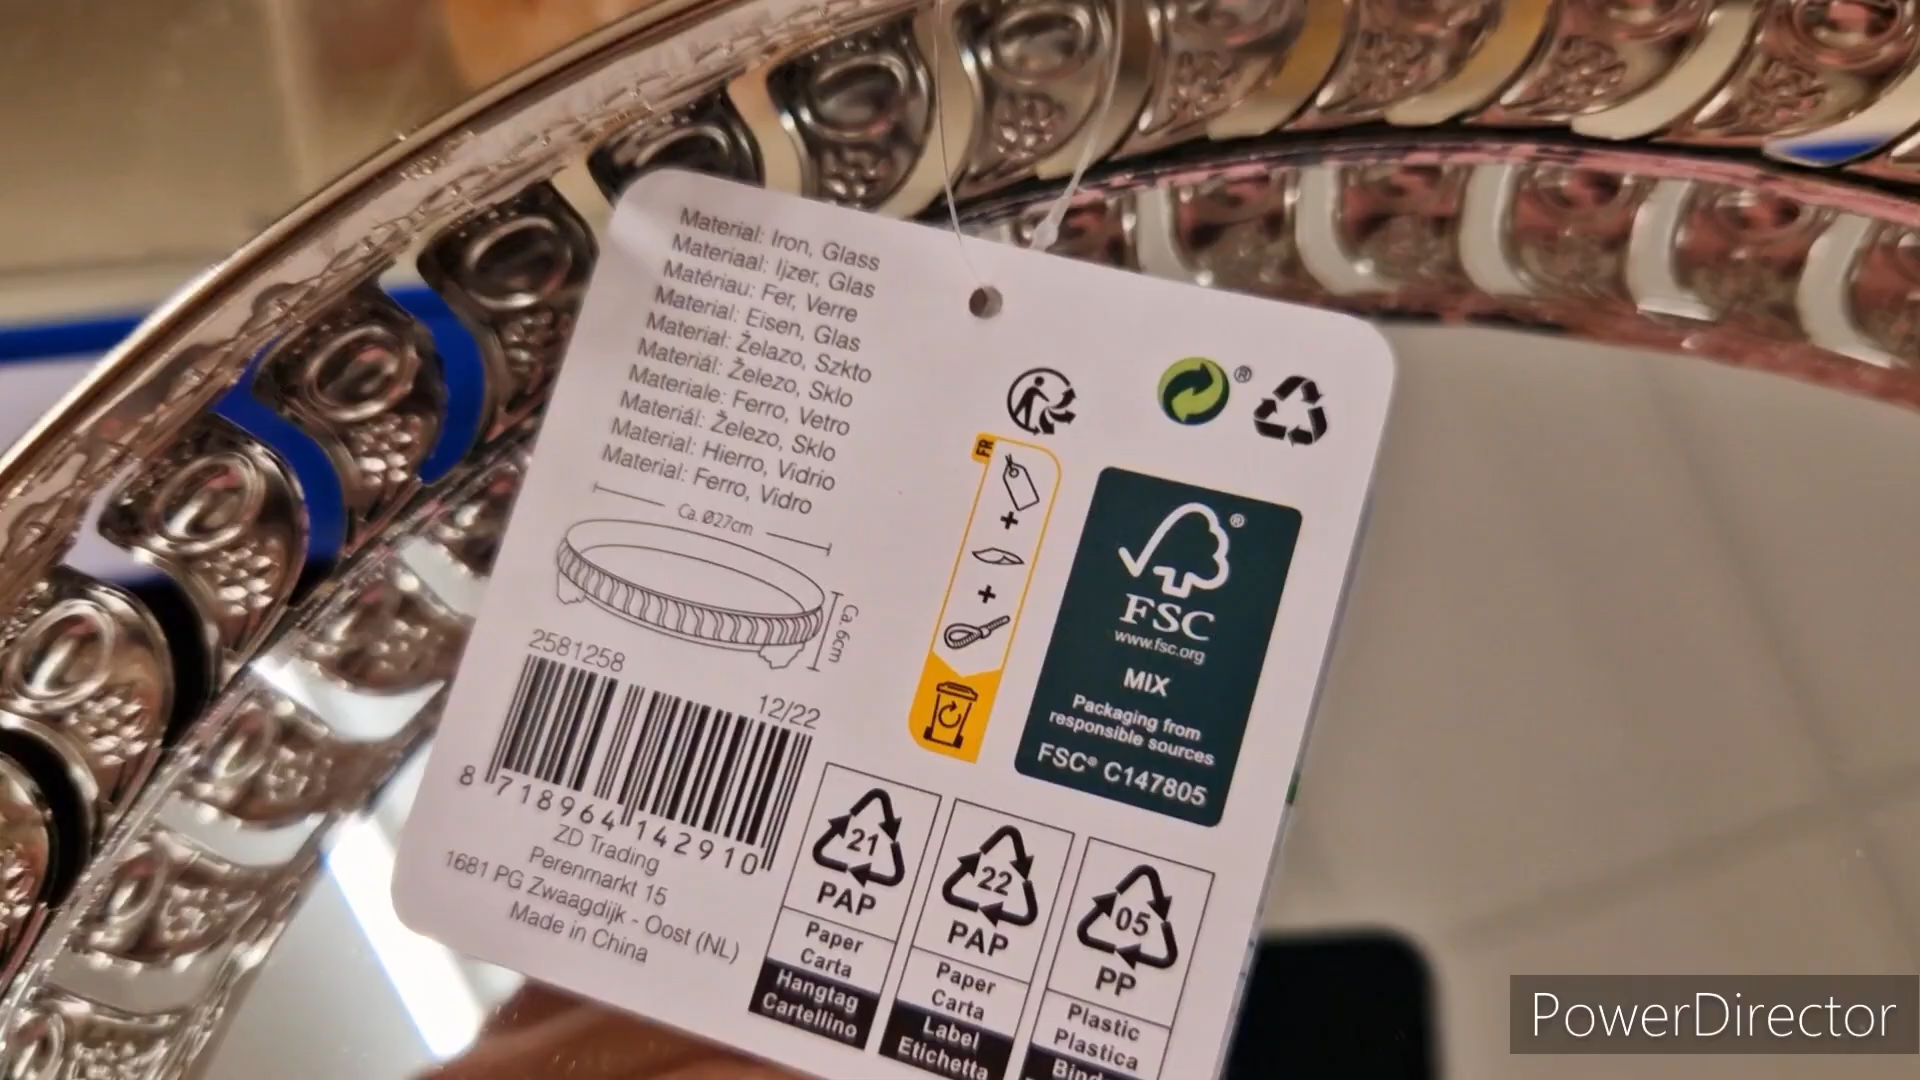 Material: Iron, Glass
Materiaal: Ijzer, Glas
Matériau: Fer, Verre
Material: Eisen, Glas
Materiał: Żelazo, Szkto
Materiál: Železo, Sklo
Materiale: Ferro, Vetro
Materiál: Železo, Sklo
Material: Hierro, Vidrio
Material: Ferro, Vidro
Ca. Ø27cm
Ca. 6cm
2581258
12/22
8 718964 142910
ZD Trading
Perenmarkt 15
1681 PG Zwaagdijk - Oost (NL)
Made in China
®
FR
+
+
®
FSC
www.fsc.org
MIX
Packaging from
responsible sources
FSC® C147805
21
PAP
Paper
Carta
Hangtag
Cartellino
22
PAP
Paper
Carta
Label
Etichetta
05
PP
Plastic
Plastica
PowerDirector